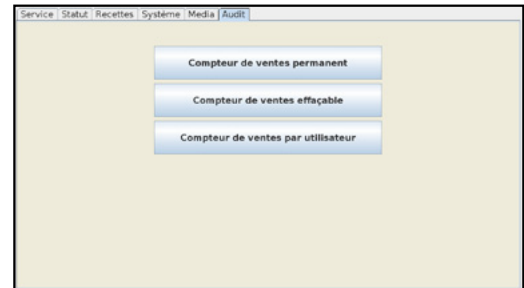 Service Statut Recettes Système Media Audit
Compteur de ventes permanent
Compteur de ventes effaçable
Compteur de ventes par utilisateur